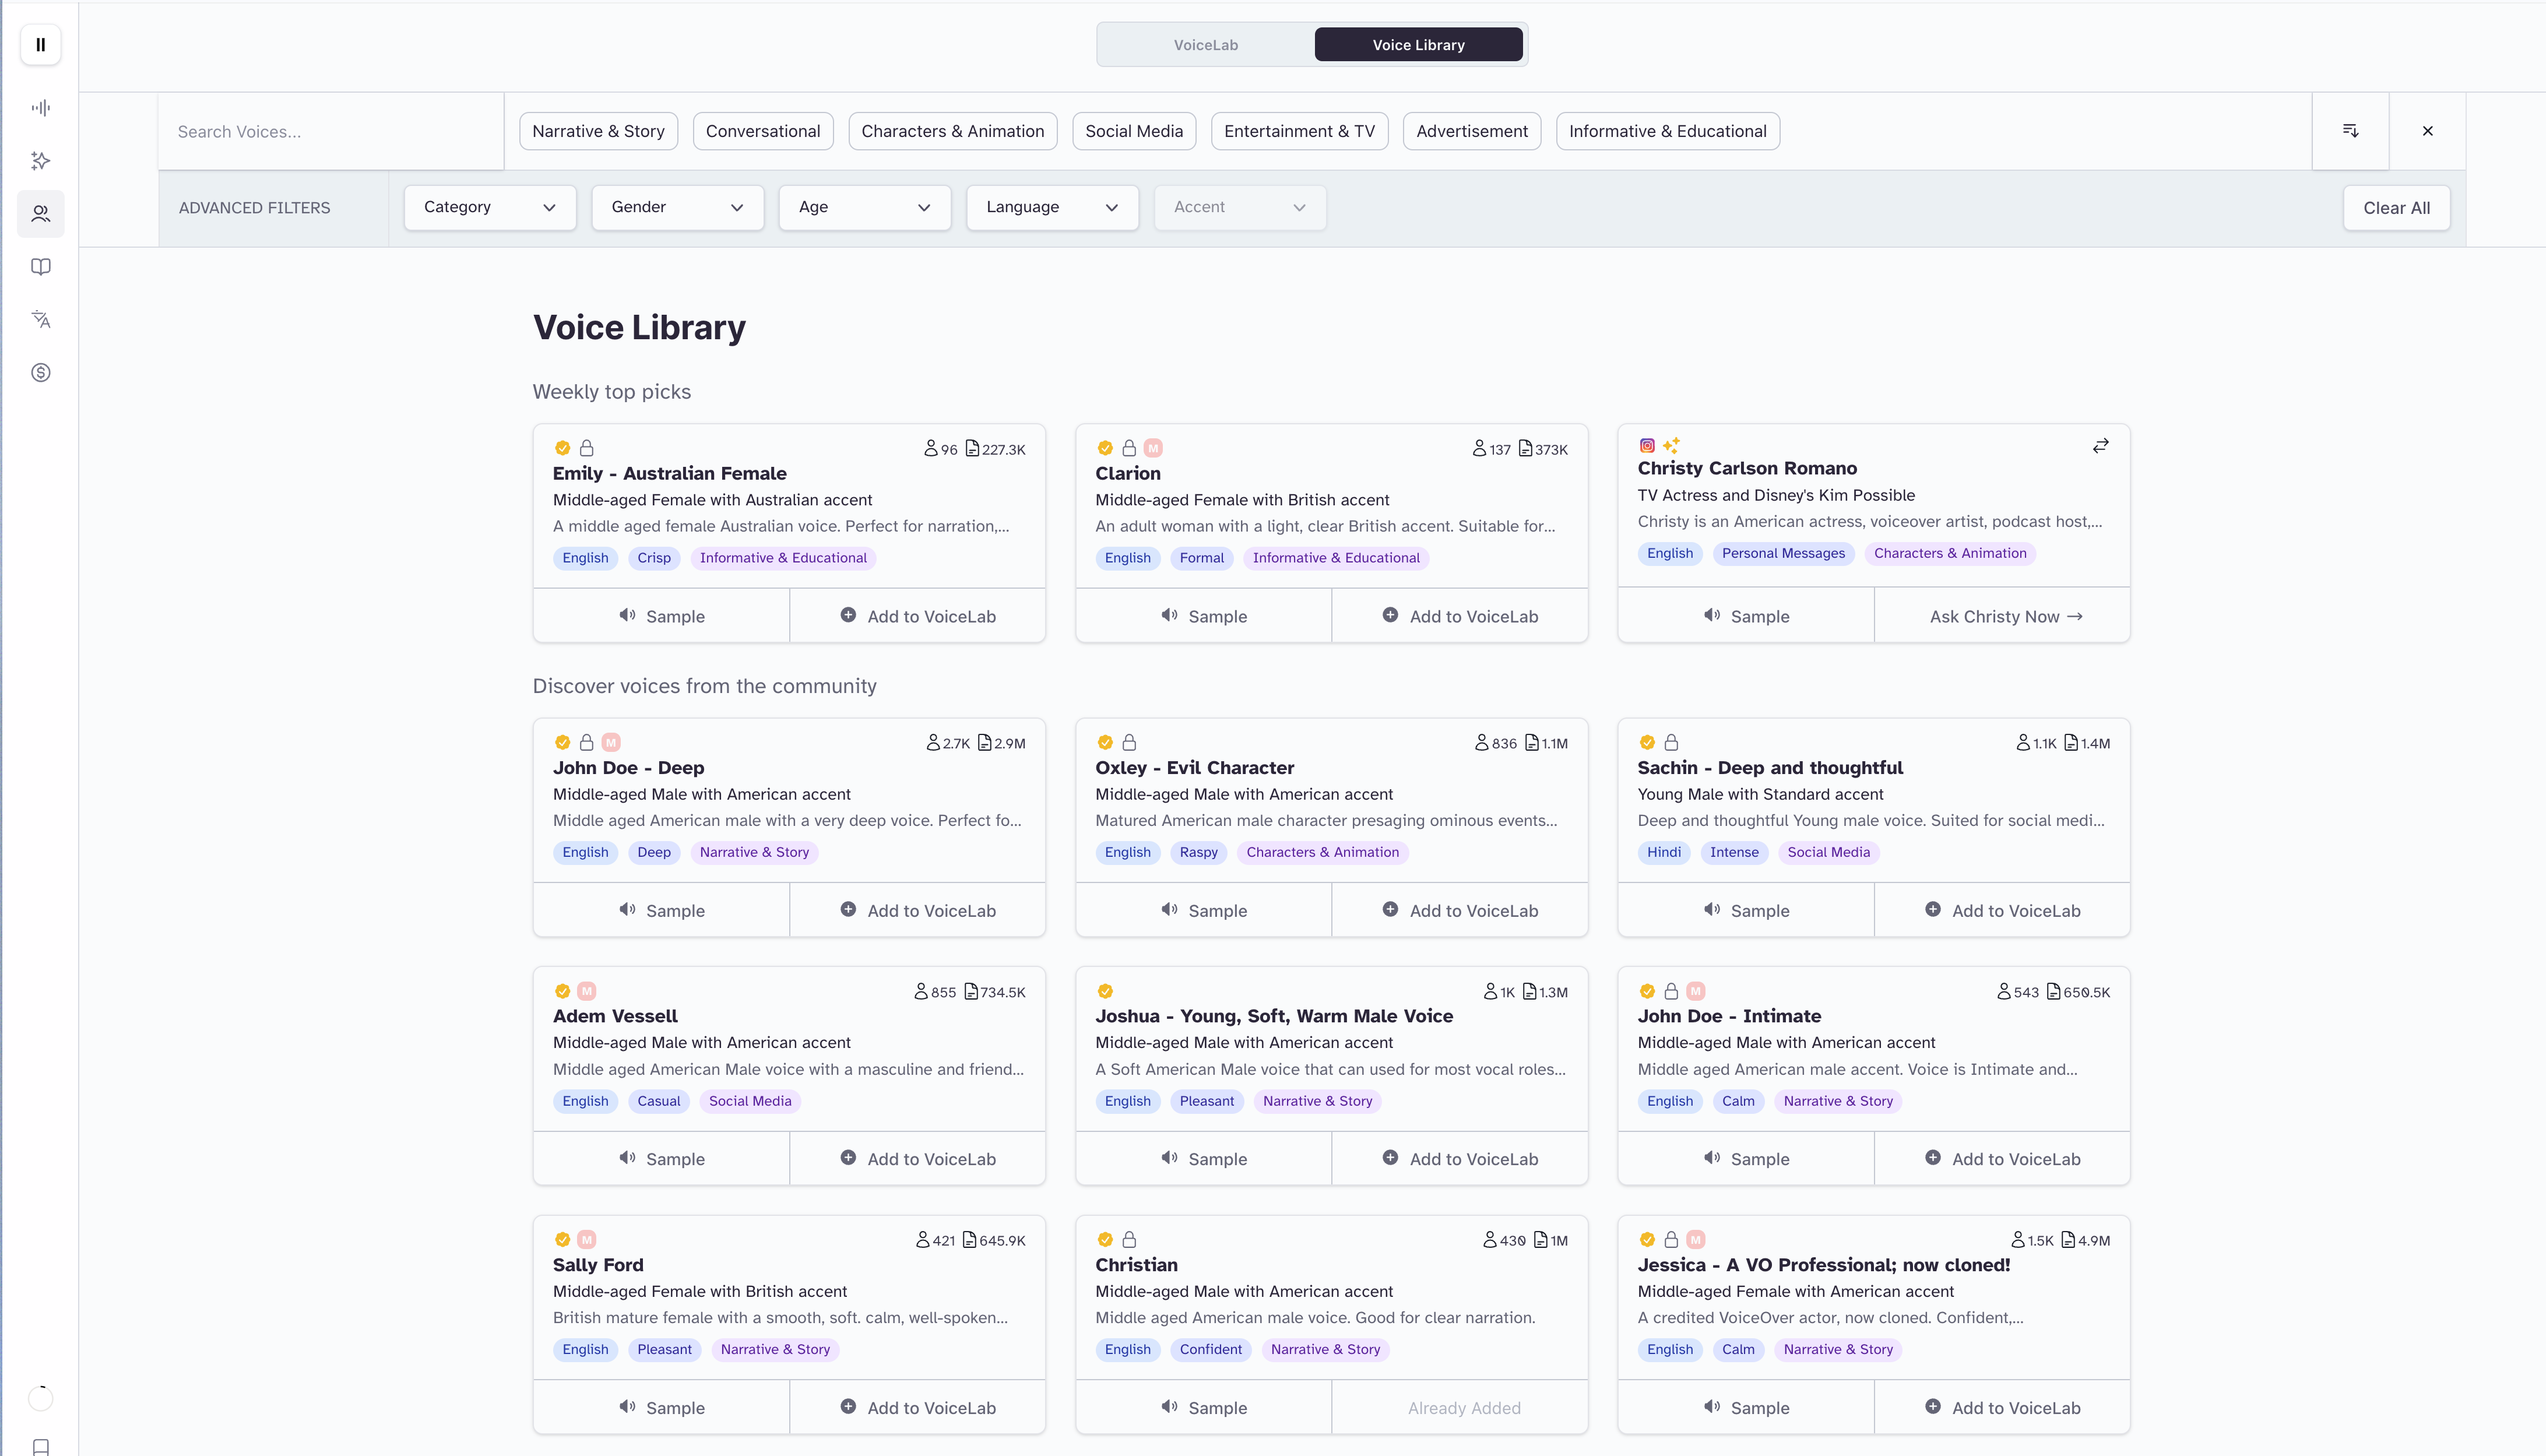 VoiceLab
Voice Library
Search Voices...
Narrative & Story
Conversational
Characters & Animation
Social Media
Entertainment & TV
Advertisement
Informative & Educational
ADVANCED FILTERS
Category
Gender
Age
Language
Accent
Clear All
Voice Library
Weekly top picks
96 227.3K
Emily - Australian Female
Middle-aged Female with Australian accent
A middle aged female Australian voice. Perfect for narration,...
English Crisp Informative & Educational
Sample Add to VoiceLab
M 137 373K
Clarion
Middle-aged Female with British accent
An adult woman with a light, clear British accent. Suitable for...
English Formal Informative & Educational
Sample Add to VoiceLab
Christy Carlson Romano
TV Actress and Disney's Kim Possible
Christy is an American actress, voiceover artist, podcast host,...
English Personal Messages Characters & Animation
Sample Ask Christy Now →
Discover voices from the community
M 2.7K 2.9M
John Doe - Deep
Middle-aged Male with American accent
Middle aged American male with a very deep voice. Perfect fo...
English Deep Narrative & Story
Sample Add to VoiceLab
836 1.1M
Oxley - Evil Character
Middle-aged Male with American accent
Matured American male character presaging ominous events...
English Raspy Characters & Animation
Sample Add to VoiceLab
1.1K 1.4M
Sachin - Deep and thoughtful
Young Male with Standard accent
Deep and thoughtful Young male voice. Suited for social medi...
Hindi Intense Social Media
Sample Add to VoiceLab
M 855 734.5K
Adem Vessell
Middle-aged Male with American accent
Middle aged American Male voice with a masculine and friend...
English Casual Social Media
Sample Add to VoiceLab
1K 1.3M
Joshua - Young, Soft, Warm Male Voice
Middle-aged Male with American accent
A Soft American Male voice that can used for most vocal roles...
English Pleasant Narrative & Story
Sample Add to VoiceLab
M 543 650.5K
John Doe - Intimate
Middle-aged Male with American accent
Middle aged American male accent. Voice is Intimate and...
English Calm Narrative & Story
Sample Add to VoiceLab
M 421 645.9K
Sally Ford
Middle-aged Female with British accent
British mature female with a smooth, soft. calm, well-spoken...
English Pleasant Narrative & Story
Sample Add to VoiceLab
430 1M
Christian
Middle-aged Male with American accent
Middle aged American male voice. Good for clear narration.
English Confident Narrative & Story
Sample Already Added
M 1.5K 4.9M
Jessica - A VO Professional; now cloned!
Middle-aged Female with American accent
A credited VoiceOver actor, now cloned. Confident,...
English Calm Narrative & Story
Sample Add to VoiceLab